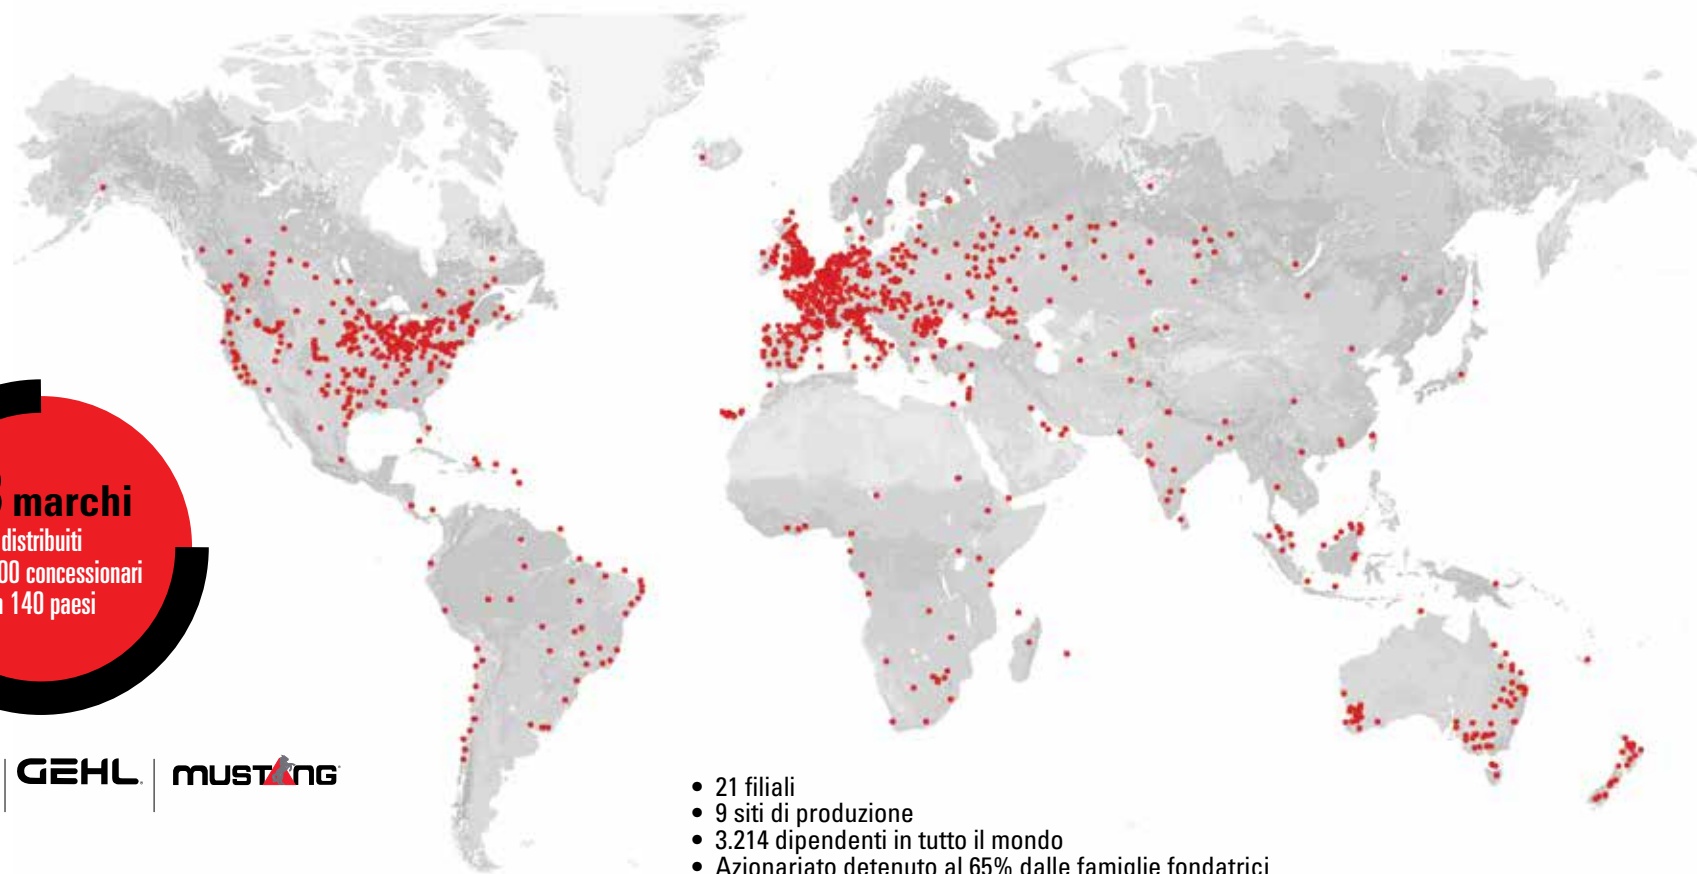 marchi
distribuiti
00 concessionari
140 paesi
GEHL
MUSTANG
• 21 filiali
• 9 siti di produzione
• 3.214 dipendenti in tutto il mondo
• Azionariato detenuto al 65% dalle famiglie fondatrici